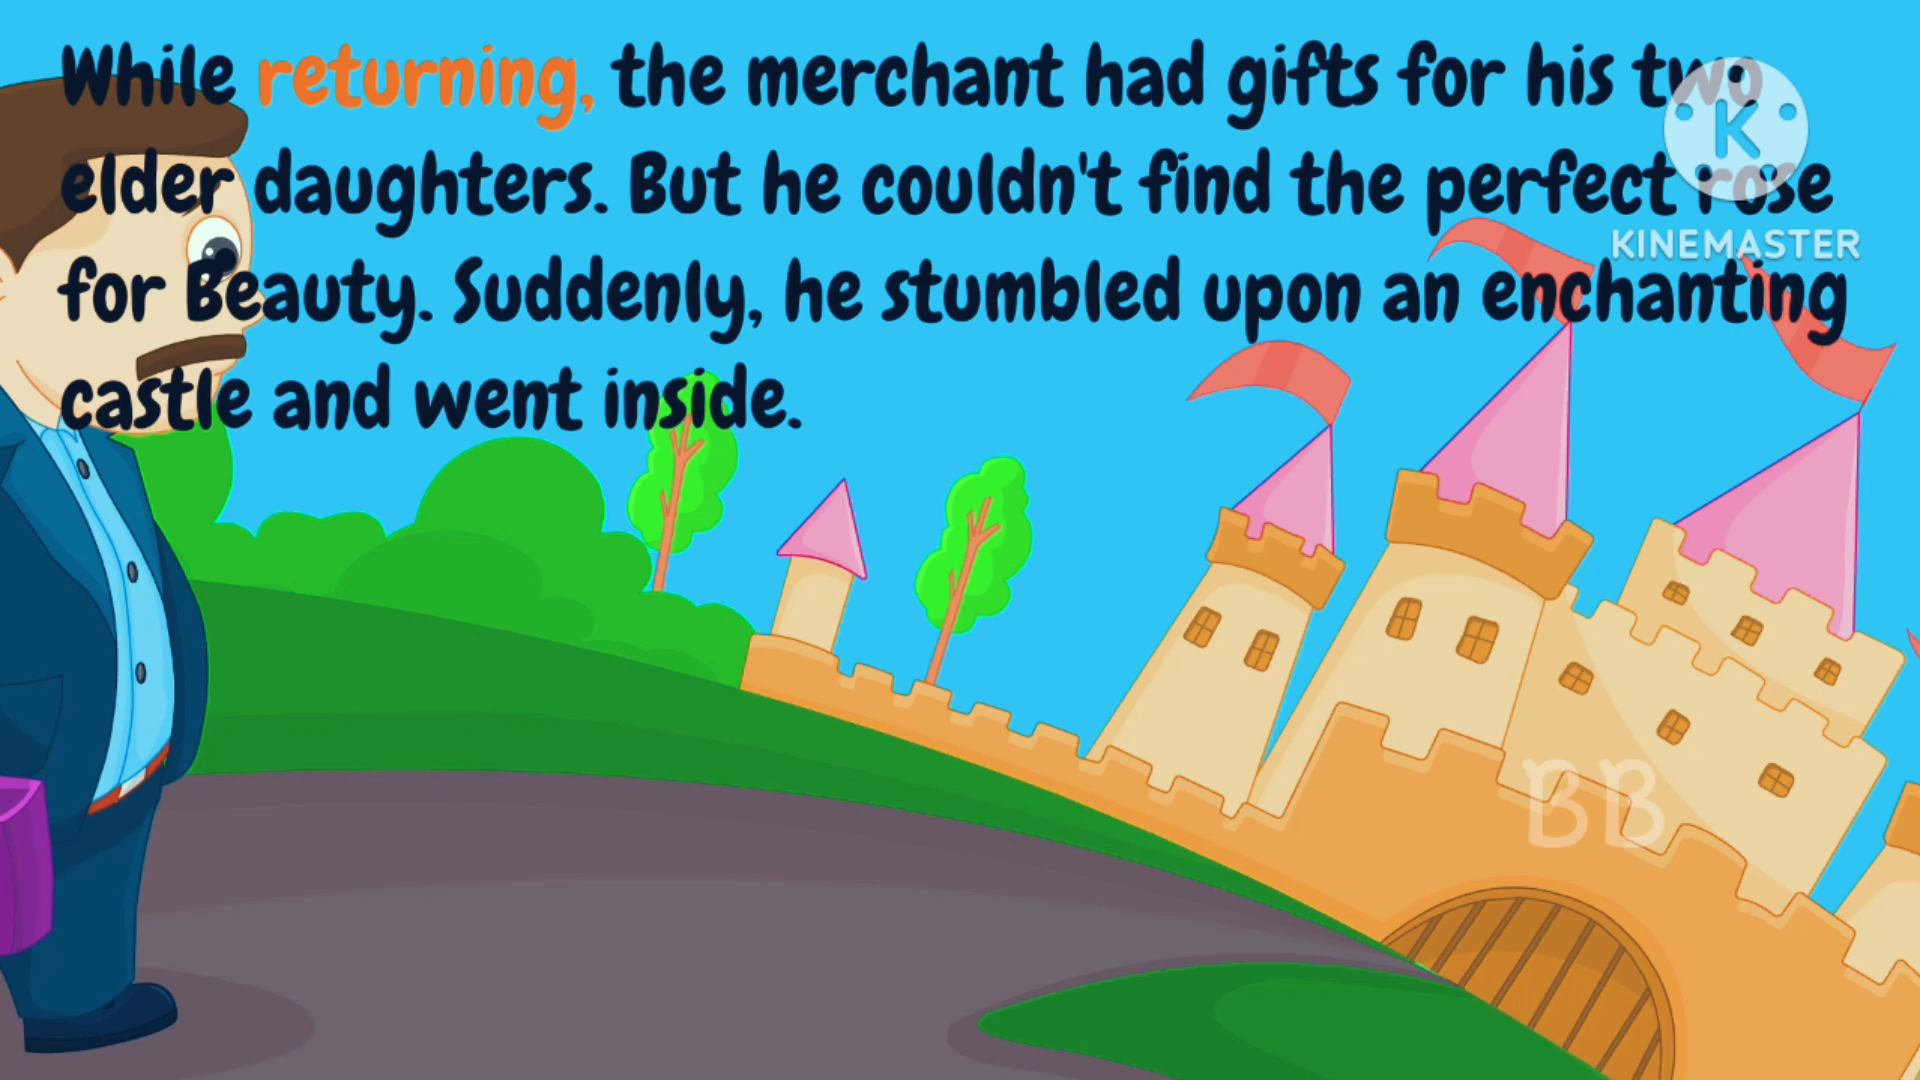 While returning, the merchant had gifts for his two
elder daughters. But he couldn't find the perfect rose
for Beauty. Suddenly, he stumbled upon an enchanting
castle and went inside.
K
KINEMASTER
BB